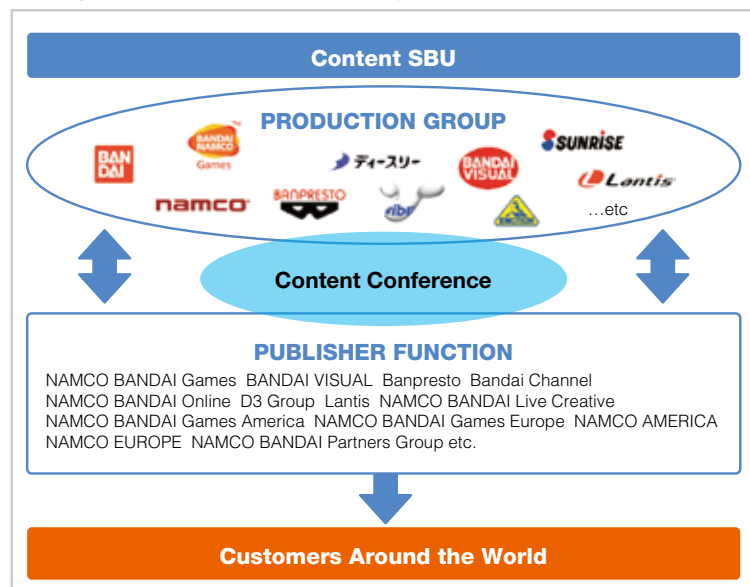 Content SBU
PRODUCTION GROUP
BANDAI NAMCO Games
SUNRISE
BAN
DAI
ディースリー
BANDAI VISUAL
Lantis
namco
BANPRESTO
vibe
EMOTION
...etc
Content Conference
PUBLISHER FUNCTION
NAMCO BANDAI Games BANDAI VISUAL Banpresto Bandai Channel
NAMCO BANDAI Online D3 Group Lantis NAMCO BANDAI Live Creative
NAMCO BANDAI Games America NAMCO BANDAI Games Europe NAMCO AMERICA
NAMCO EUROPE NAMCO BANDAI Partners Group etc.
Customers Around the World